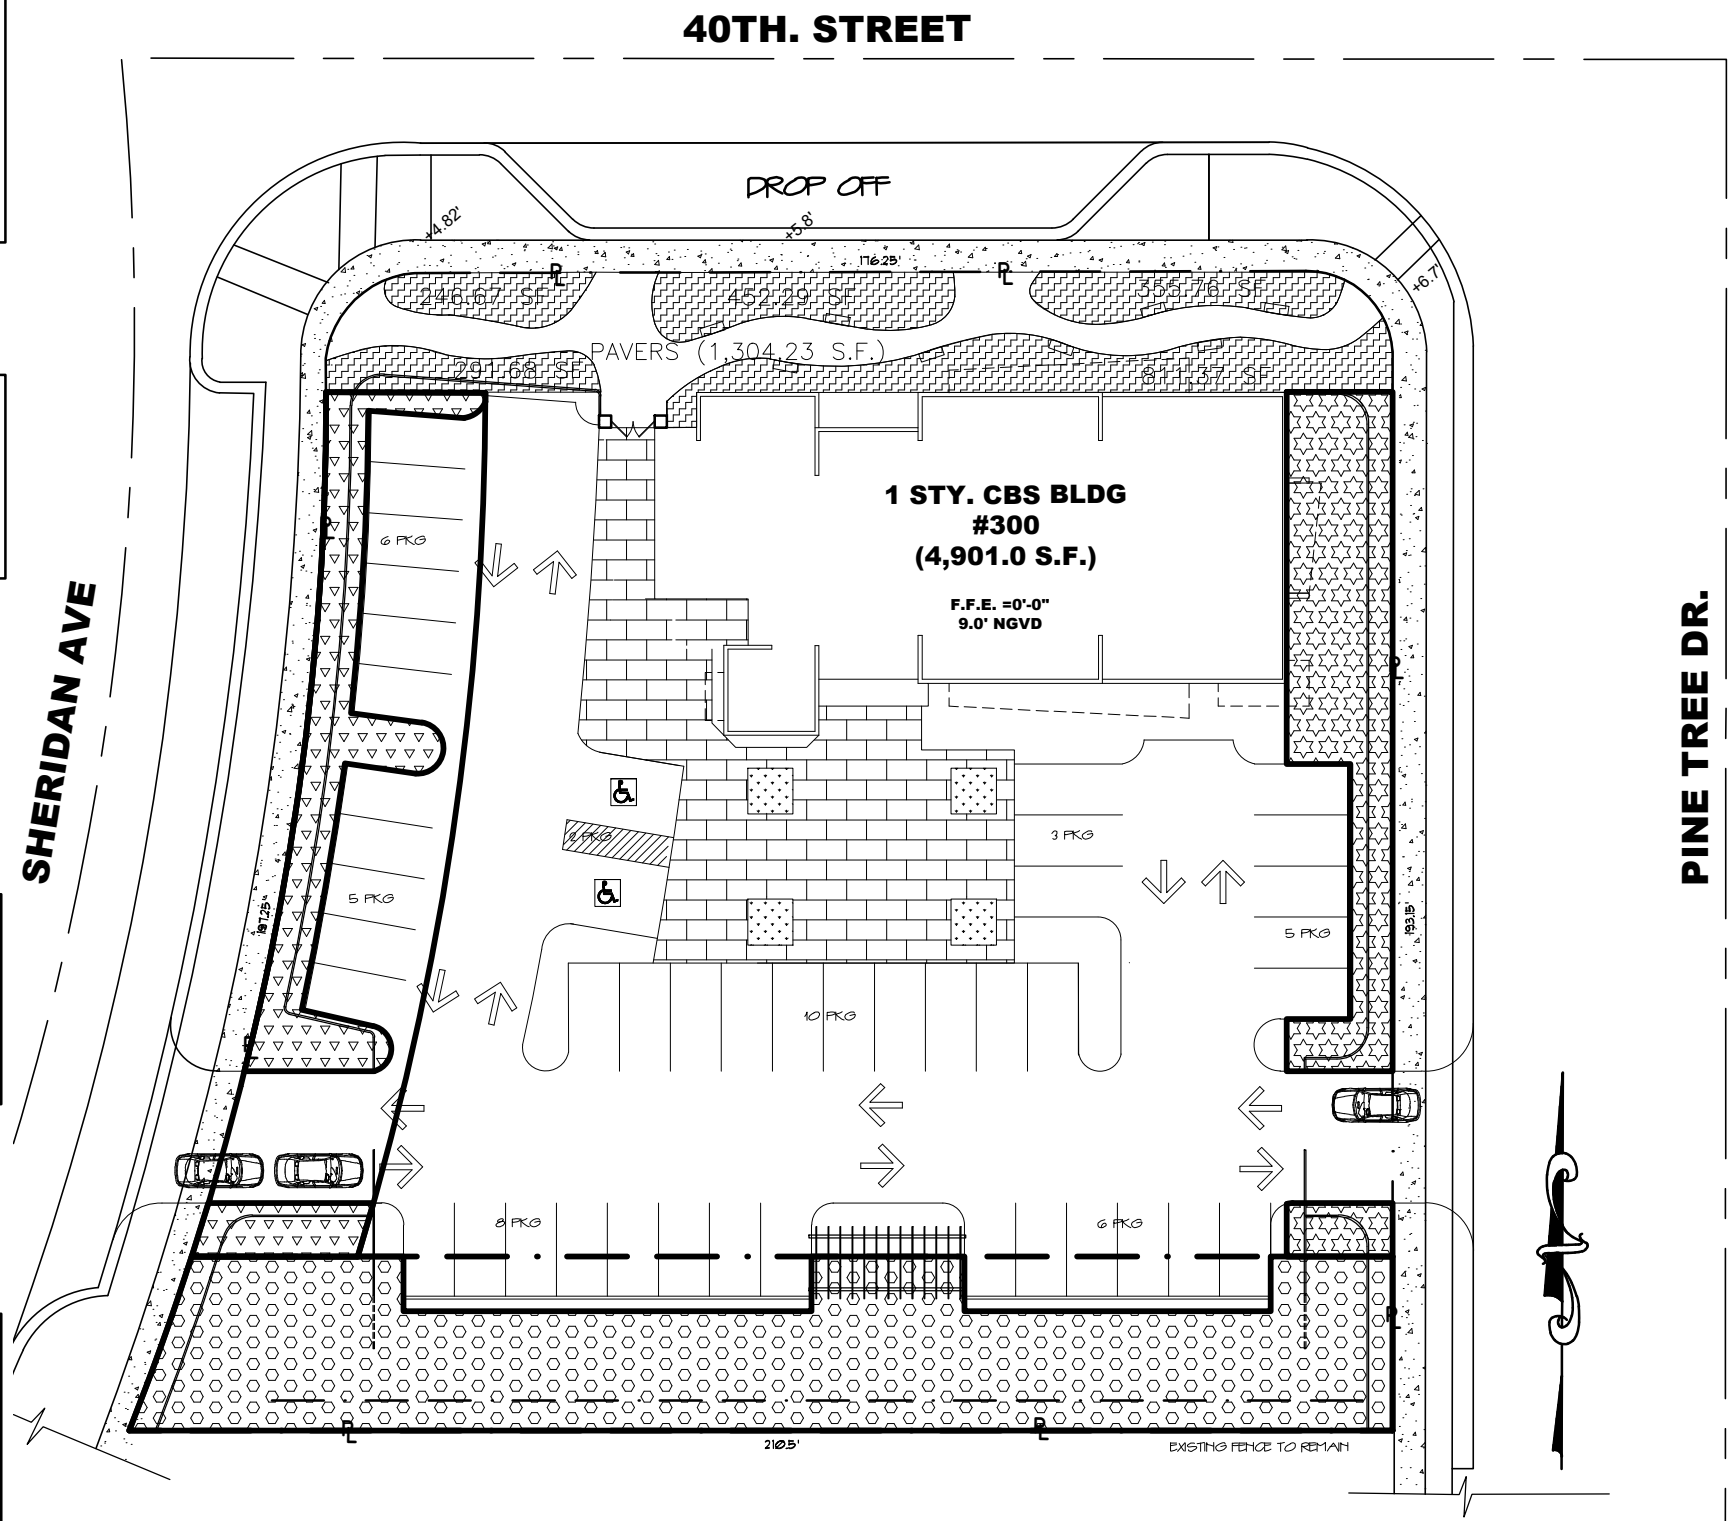 40TH. STREET
DROP OFF
+4.82'
+5.8'
176.25'
+6.7'
246.67 SF
452.29 SF
355.76 SF
PAVERS (1,304.23 S.F.)
291.68 SF
811.37 SF
1 STY. CBS BLDG
#300
(4,901.0 S.F.)
F.F.E. =0'-0"
9.0' NGVD
6 PKG
SHERIDAN AVE
PINE TREE DR.
2 PKG
3 PKG
5 PKG
197.25'
193.15'
5 PKG
10 PKG
8 PKG
6 PKG
210.5'
EXISTING FENCE TO REMAIN
PL
PL
PL
PL
PL
PL
PL
PL